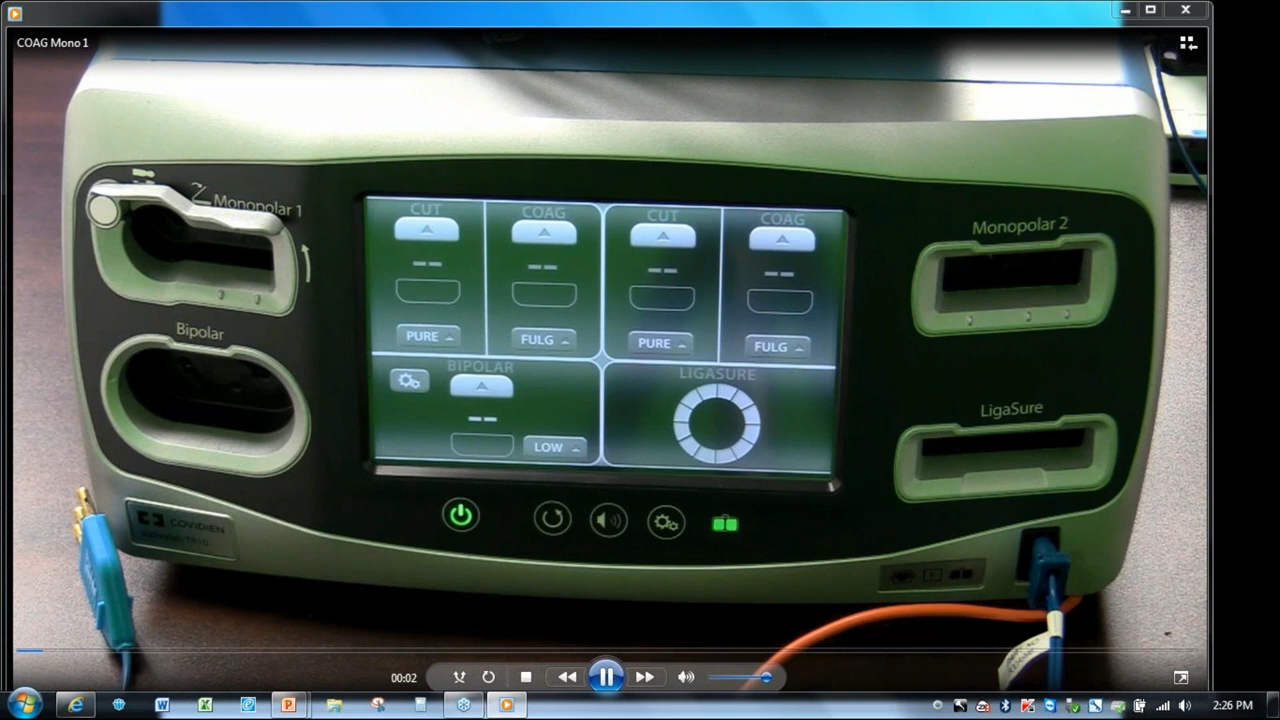 COAG Mono 1
Monopolar 1
Bipolar
CUT
COAG
CUT
COAG
--
--
--
--
PURE
FULG
PURE
FULG
BIPOLAR
--
LOW
LIGASURE
Monopolar 2
LigaSure
COVIDIEN
00:02
2:26 PM